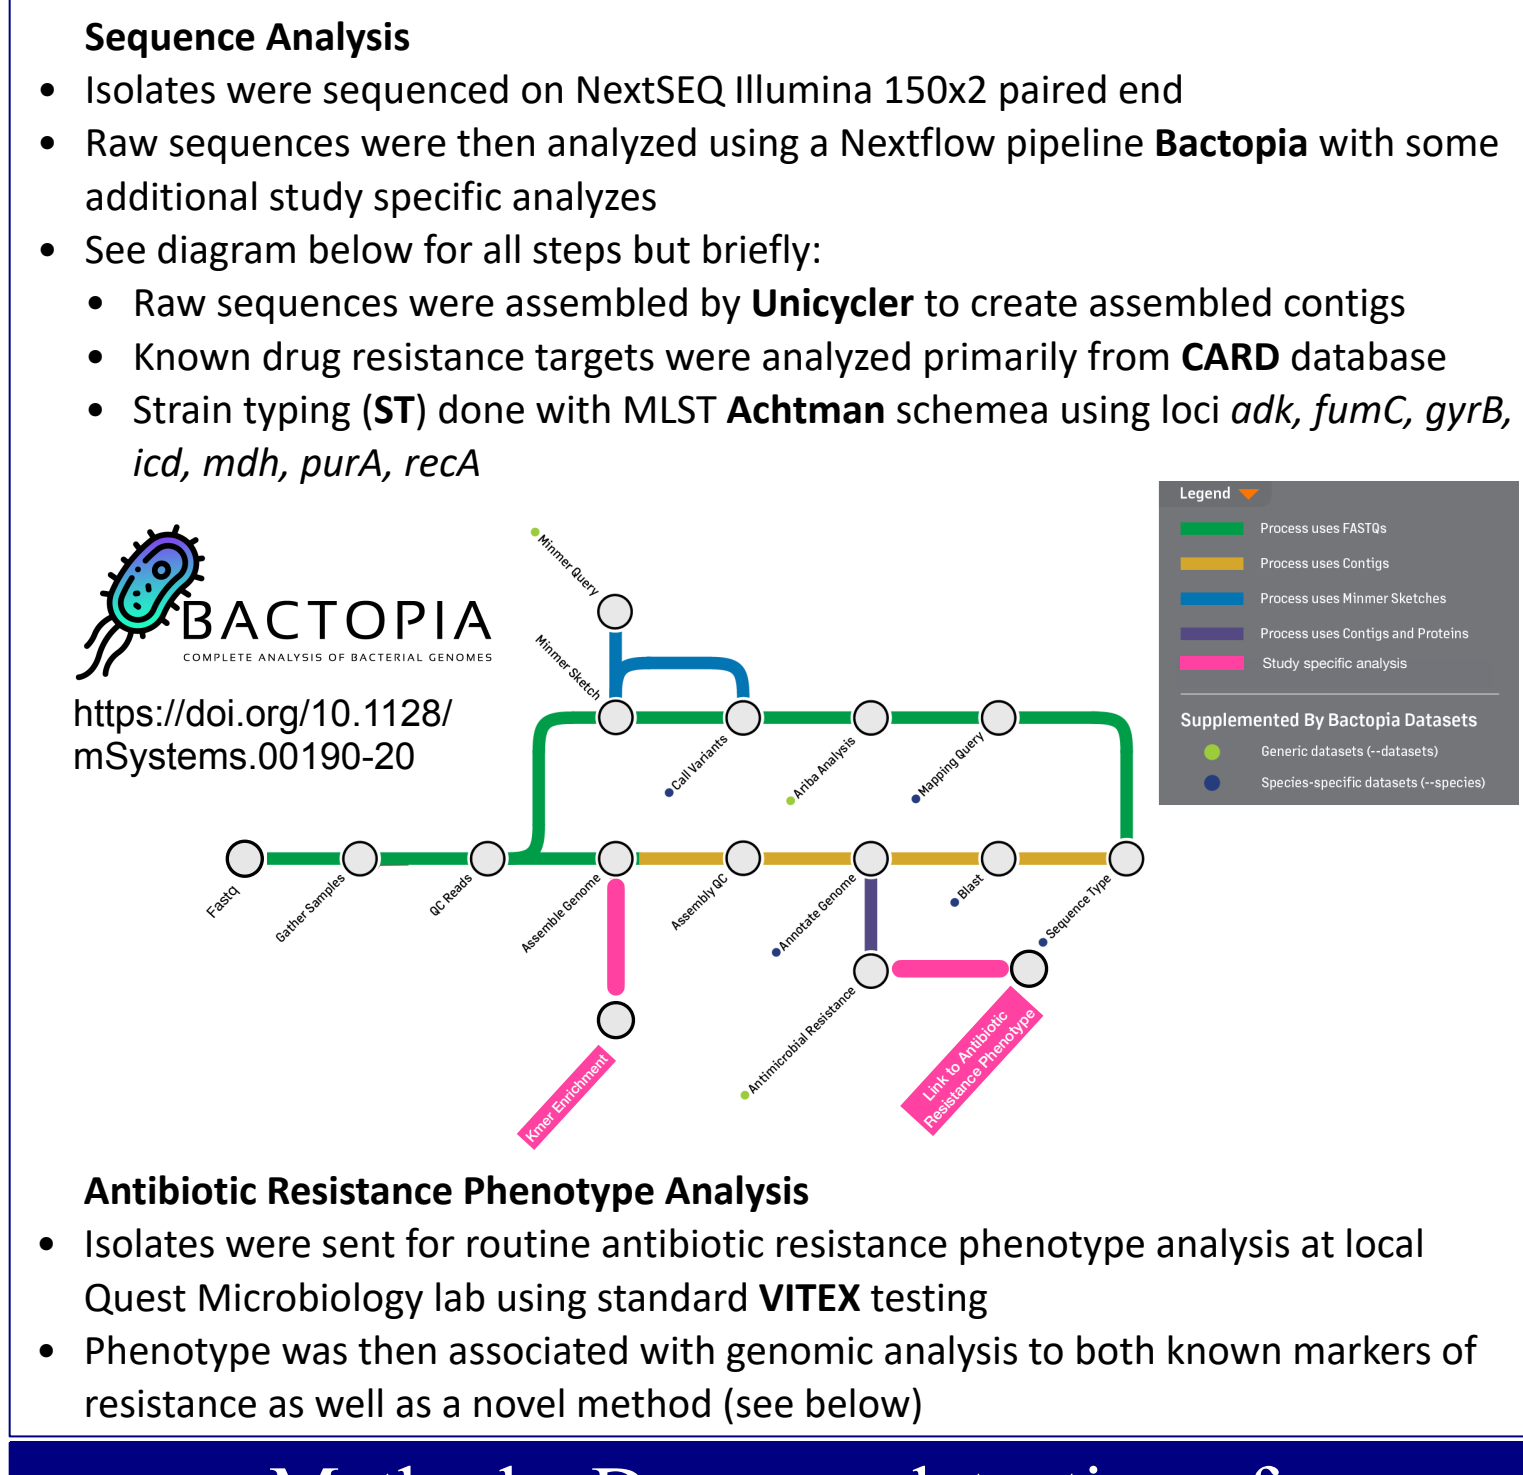 Sequence Analysis
• Isolates were sequenced on NextSEQ Illumina 150x2 paired end
• Raw sequences were then analyzed using a Nextflow pipeline Bactopia with some
additional study specific analyzes
• See diagram below for all steps but briefly:
• Raw sequences were assembled by Unicycler to create assembled contigs
• Known drug resistance targets were analyzed primarily from CARD database
• Strain typing (ST) done with MLST Achtman schemea using loci adk, fumC, gyrB,
icd, mdh, purA, recA
BACTOPIA
COMPLETE ANALYSIS OF BACTERIAL GENOMES
https://doi.org/10.1128/
mSystems.00190-20
Legend
Process uses FASTQs
Process uses Contigs
Process uses Minmer Sketches
Process uses Contigs and Proteins
Study specific analysis
Supplemented By Bactopia Datasets
Generic datasets (--datasets)
Species-specific datasets (--species)
Minmer Query
Minmer Sketch
Call Variants
Ariba Analysis
Mapping Query
Fastq
Gather Samples
QC Reads
Assemble Genome
Assembly QC
Annotate Genome
Blast
Sequence Type
Kmer Enrichment
Antimicrobial Resistance
Link to Antibiotic
Resistance Phenotype
Antibiotic Resistance Phenotype Analysis
• Isolates were sent for routine antibiotic resistance phenotype analysis at local
Quest Microbiology lab using standard VITEX testing
• Phenotype was then associated with genomic analysis to both known markers of
resistance as well as a novel method (see below)